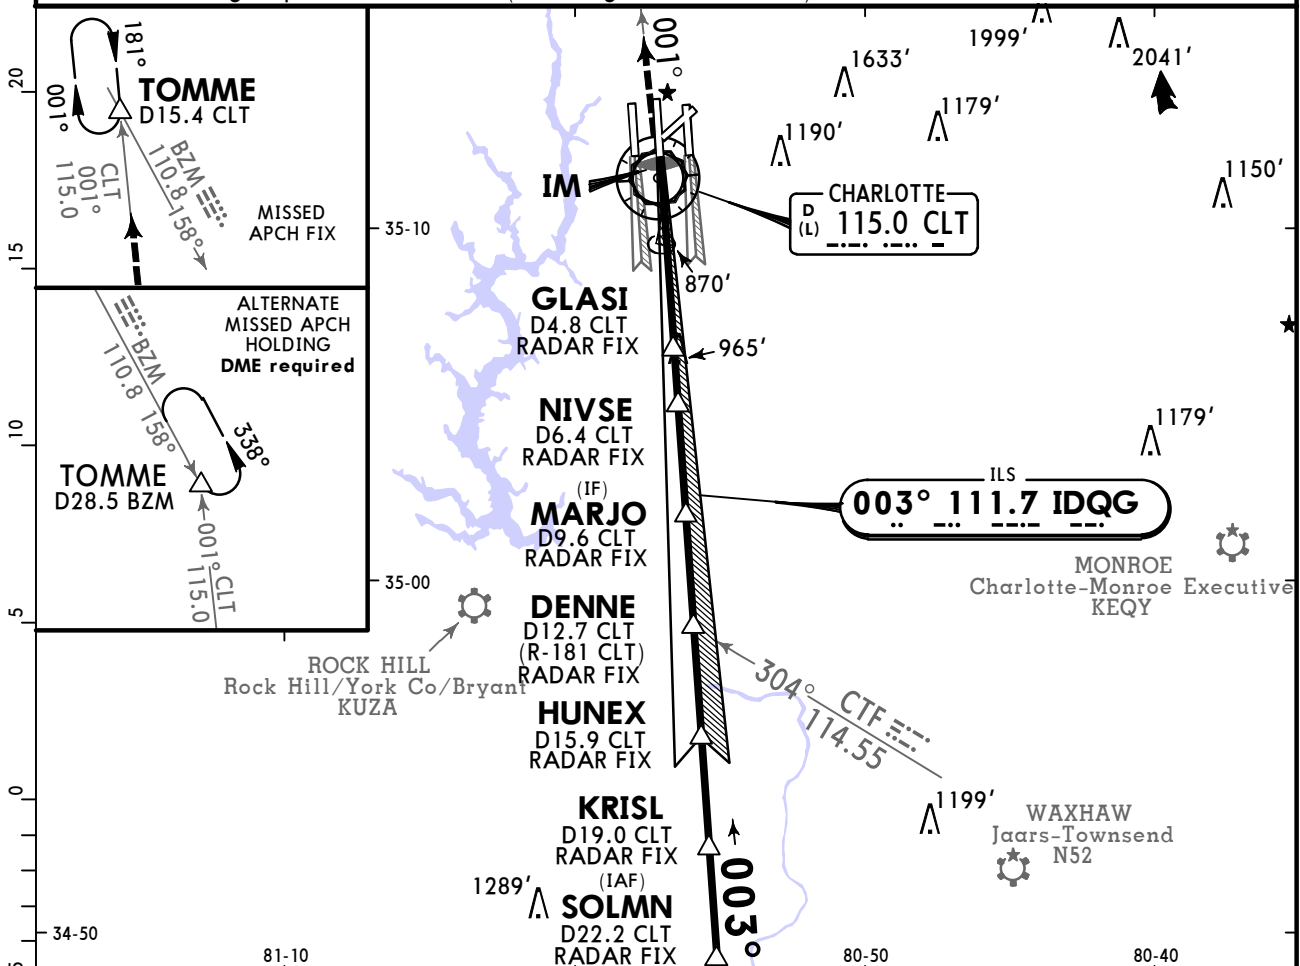 181°
001°
TOMME
D15.4 CLT
CLT
001°
115.0
BZM
110.8
158°
MISSED
APCH FIX
ALTERNATE
MISSED APCH
HOLDING
DME required
BZM
110.8 158°
338°
TOMME
D28.5 BZM
001° CLT
115.0
20
15
10
5
0
001°
1999'
2041'
1633'
1179'
1190'
1150'
IM
CHARLOTTE
D
(L)
115.0 CLT
35-10
870'
GLASI
D4.8 CLT
RADAR FIX
965'
NIVSE
D6.4 CLT
RADAR FIX
1179'
(IF)
MARJO
D9.6 CLT
RADAR FIX
ILS
003° 111.7 IDQG
MONROE
Charlotte-Monroe Executive
KEQY
35-00
DENNE
D12.7 CLT
(R-181 CLT)
RADAR FIX
ROCK HILL
Rock Hill/York Co/Bryant
KUZA
304° CTF
114.55
HUNEX
D15.9 CLT
RADAR FIX
KRISL
D19.0 CLT
RADAR FIX
1199'
WAXHAW
Jaars-Townsend
N52
003°
1289'
(IAF)
SOLMN
D22.2 CLT
RADAR FIX
34-50
81-10
80-50
80-40